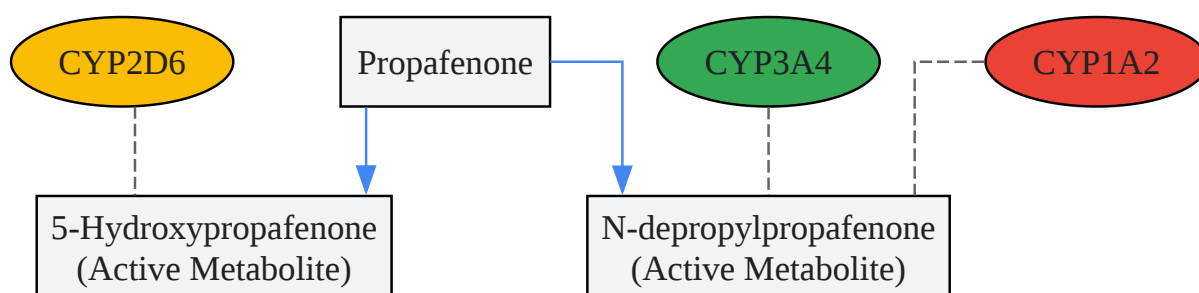 CYP2D6
Propafenone
CYP3A4
CYP1A2
5-Hydroxypropafenone
(Active Metabolite)
N-depropylpropafenone
(Active Metabolite)